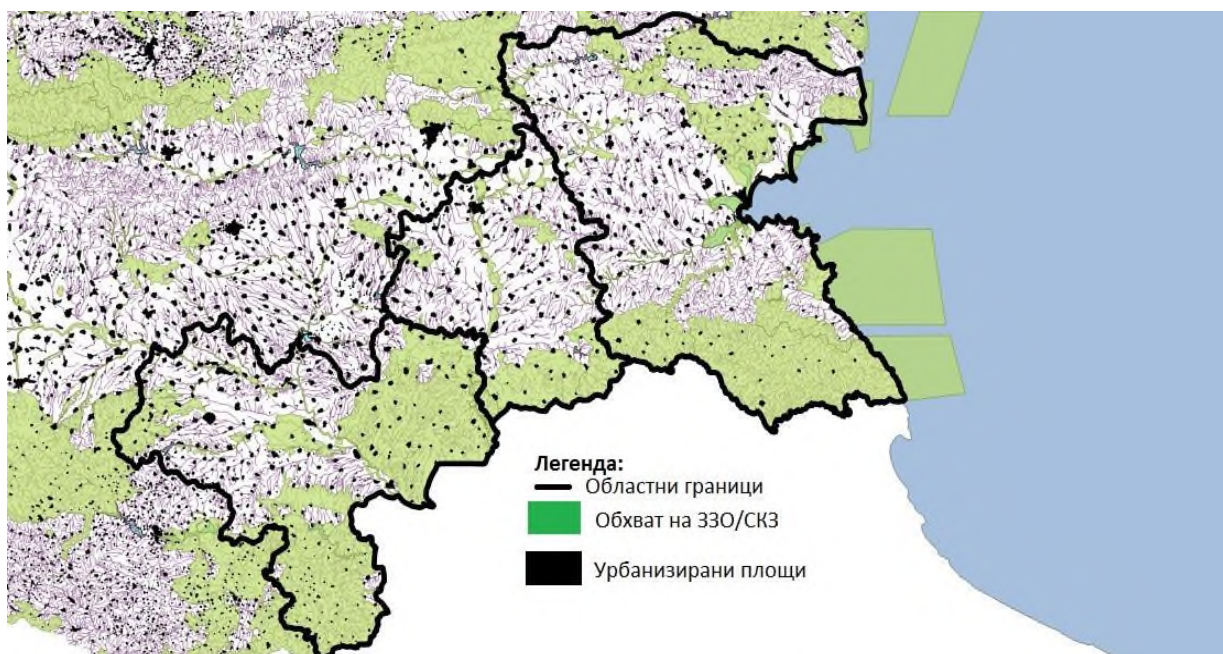 Легенда:
Областни граници
Обхват на ЗЗО/СКЗ
Урбанизирани площи